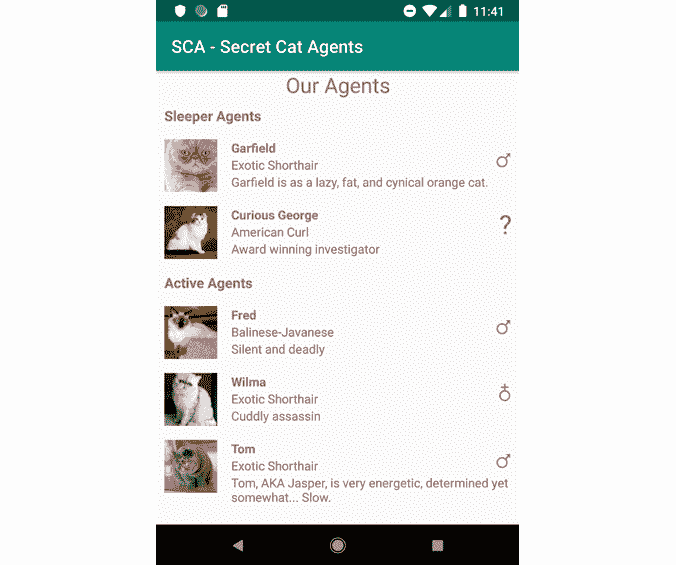 11:41
SCA - Secret Cat Agents
Our Agents
Sleeper Agents
Garfield
Exotic Shorthair
Garfield is as a lazy, fat, and cynical orange cat.
Curious George
American Curl
?
Award winning investigator
Active Agents
Fred
Balinese-Javanese
Silent and deadly
Wilma
Exotic Shorthair
Cuddly assassin
Tom
Exotic Shorthair
Tom, AKA Jasper, is very energetic, determined yet
somewhat... Slow.